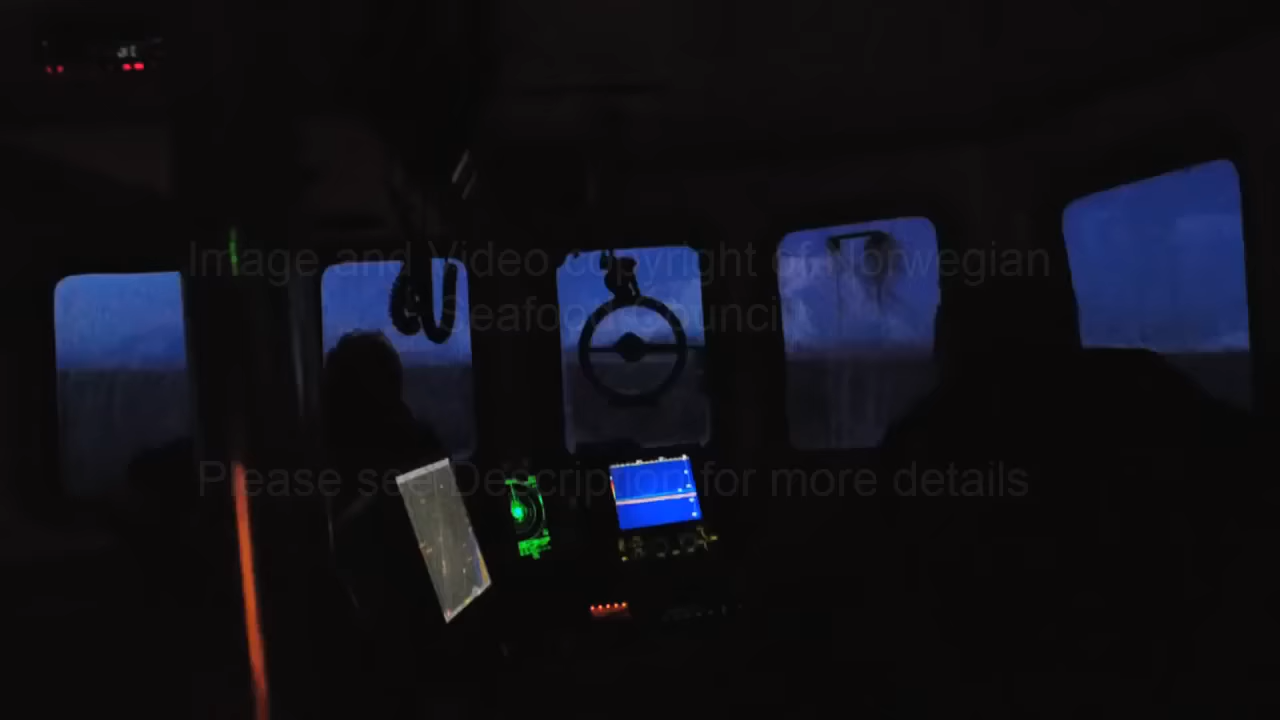 Image and Video copyright of Norwegian
Seafood Council
Please see Description for more details